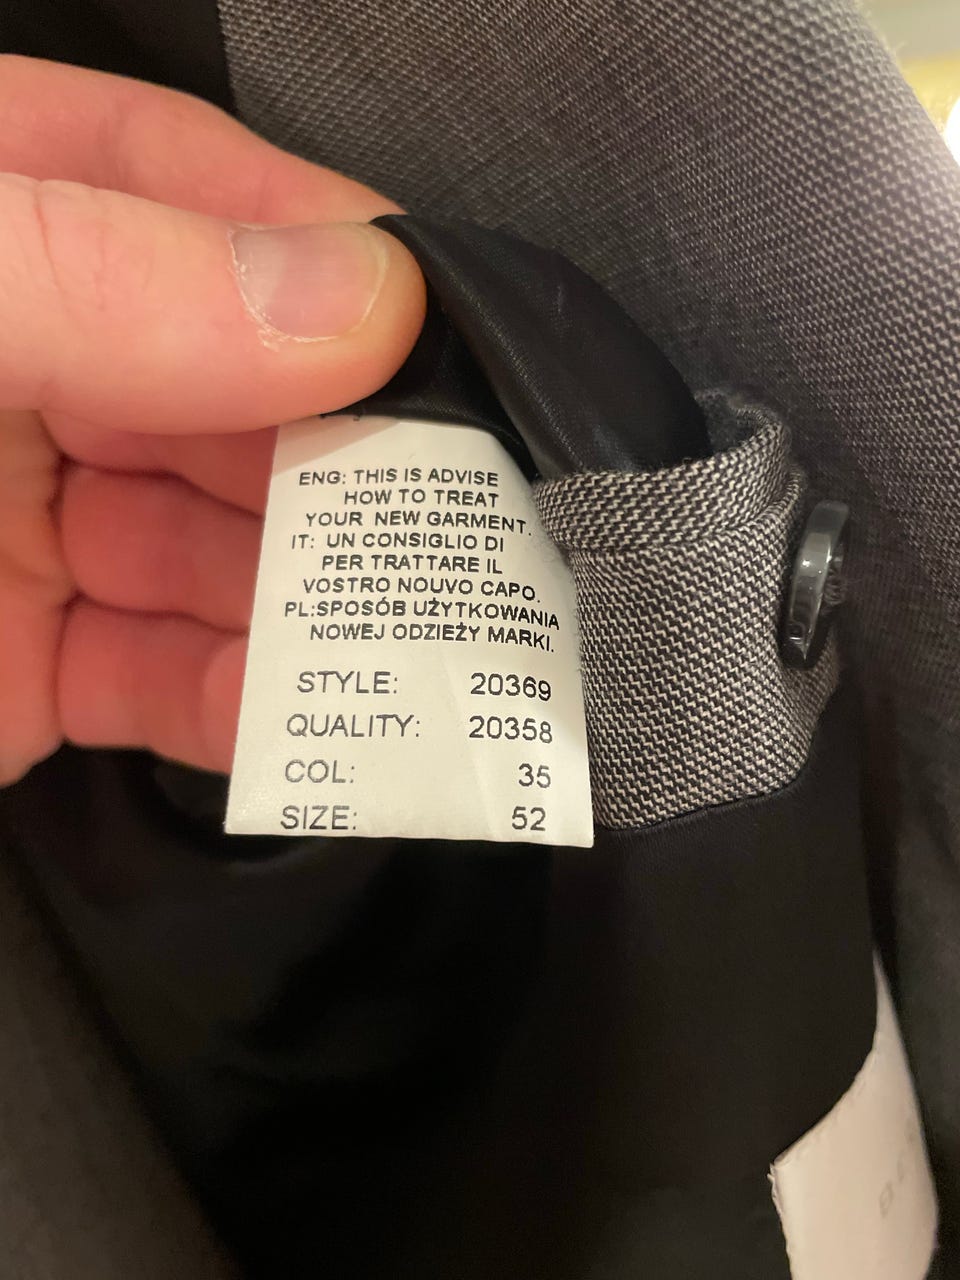 ENG: THIS IS ADVISE
HOW TO TREAT
YOUR NEW GARMENT.
IT: UN CONSIGLIO DI
PER TRATTARE IL
VOSTRO NOUVO CAPO.
PL:SPOSÓB UŻYTKOWANIA
NOWEJ ODZIEŻY MARKI.
STYLE: 20369
QUALITY: 20358
COL: 35
SIZE: 52